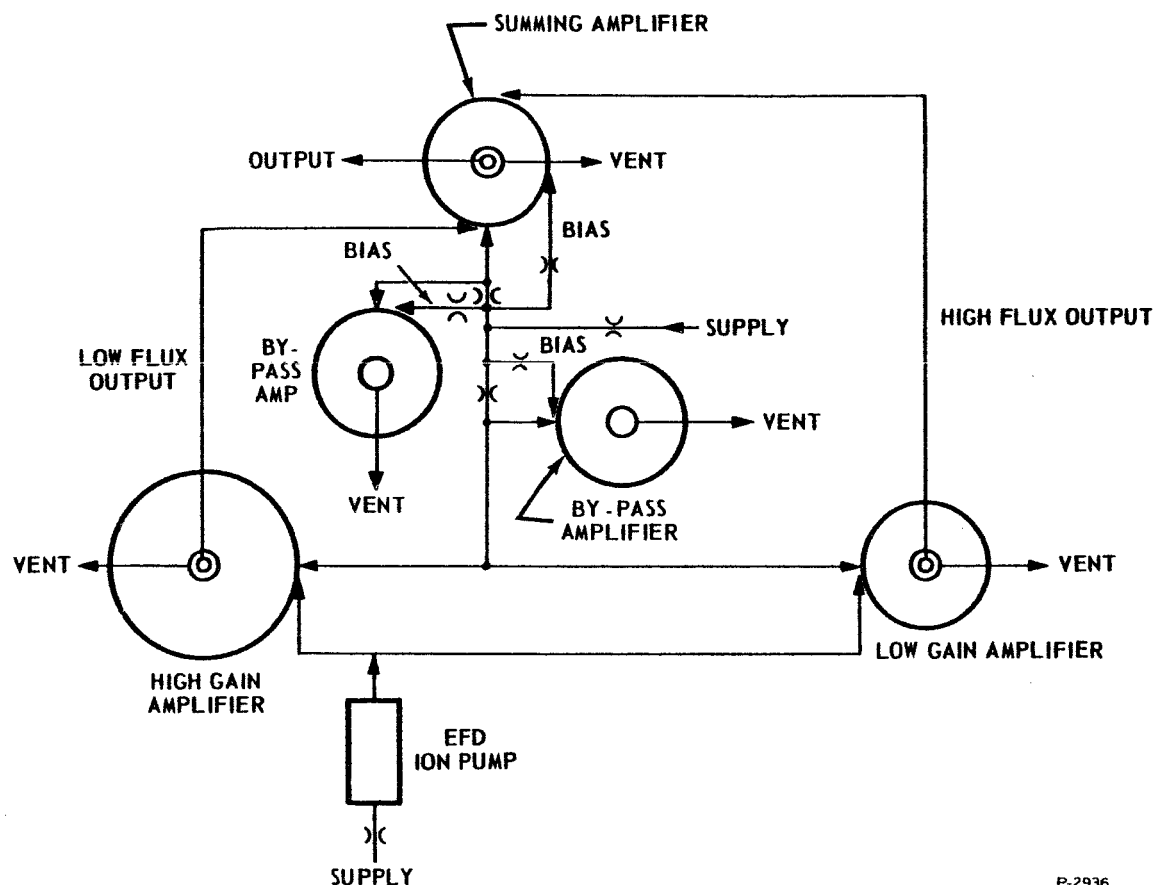 SUMMING AMPLIFIER
OUTPUT
VENT
BIAS
BIAS
SUPPLY
HIGH FLUX OUTPUT
BIAS
BY-
PASS
AMP
LOW FLUX
OUTPUT
VENT
VENT
BY - PASS
AMPLIFIER
VENT
VENT
LOW GAIN AMPLIFIER
HIGH GAIN
AMPLIFIER
EFD
ION PUMP
SUPPLY
P-2936